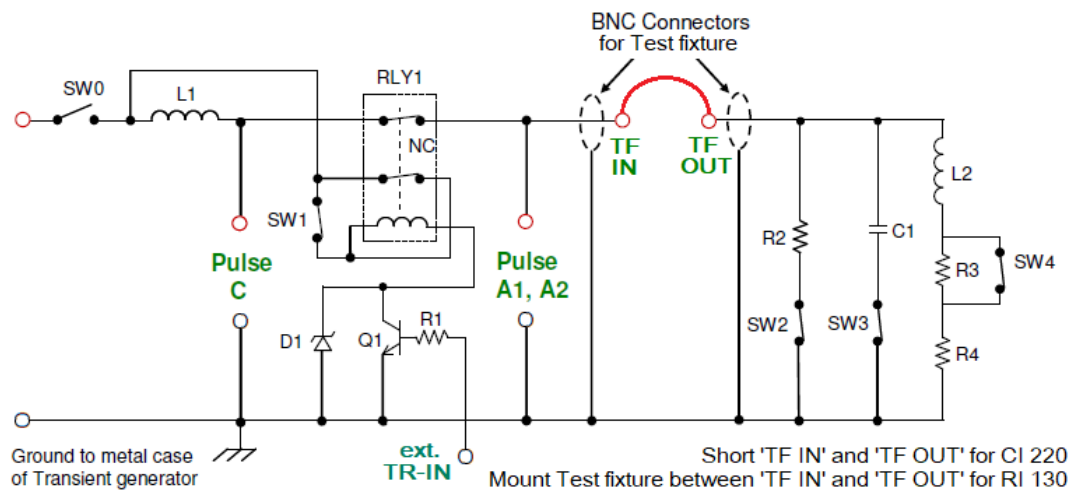 BNC Connectors
for Test fixture
SW0
L1
RLY1
NC
TF
IN
TF
OUT
L2
SW1
R2
C1
R3
SW4
Pulse
C
Pulse
A1, A2
D1
Q1
R1
SW2
SW3
R4
Ground to metal case
of Transient generator
ext.
TR-IN
Short 'TF IN' and 'TF OUT' for CI 220
Mount Test fixture between 'TF IN' and 'TF OUT' for RI 130